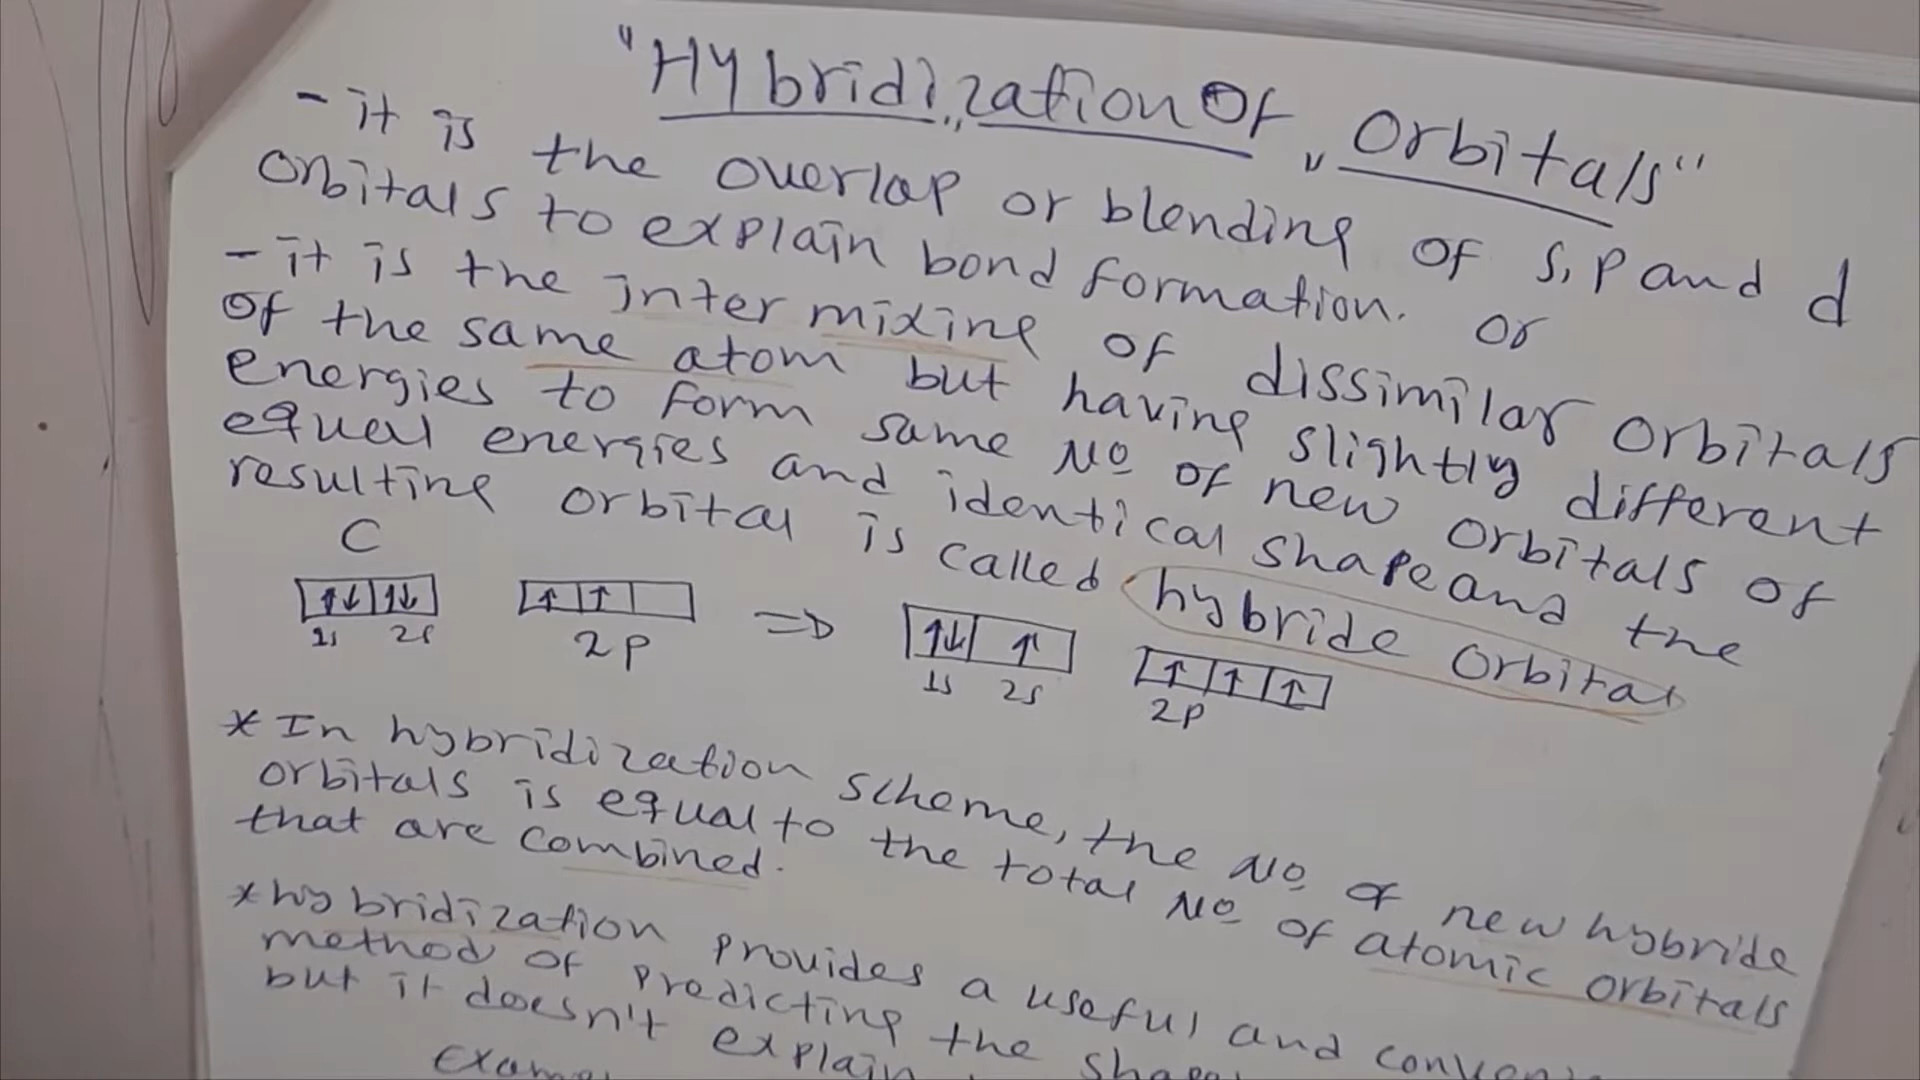 "Hybridization Of Orbitals"
- it is the overlap or blending of s, p and d
orbitals to explain bond formation. or
- it is the inter mixing of dissimilar orbitals
of the same atom but having slightly different
energies to form same No of new orbitals of
equal energies and identical shape and the
resulting orbital is called hybride orbital
C
↑↓ ↑↓ ↑ ↑ => ↑↓ ↑ ↑ ↑ ↑
1s 2s 2p 1s 2s 2p
* In hybridization scheme, the No of new hybride
orbitals is equal to the total No of atomic orbitals
that are combined.
* hybridization provides a useful and
method of predicting the
but it doesn't explain